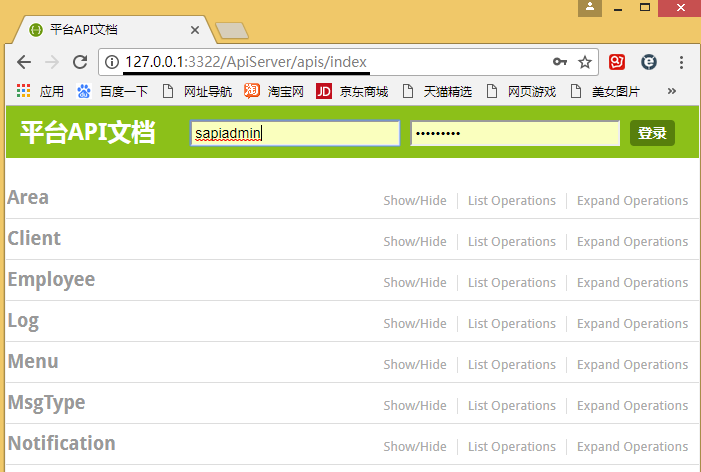 平台API文档
127.0.0.1:3322/ApiServer/apis/index
应用 百度一下 网址导航 淘宝网 JD 京东商城 天猫精选 网页游戏 美女图片 »
平台API文档 sapiadmin ••••••••• 登录
Area Show/Hide List Operations Expand Operations
Client Show/Hide List Operations Expand Operations
Employee Show/Hide List Operations Expand Operations
Log Show/Hide List Operations Expand Operations
Menu Show/Hide List Operations Expand Operations
MsgType Show/Hide List Operations Expand Operations
Notification Show/Hide List Operations Expand Operations